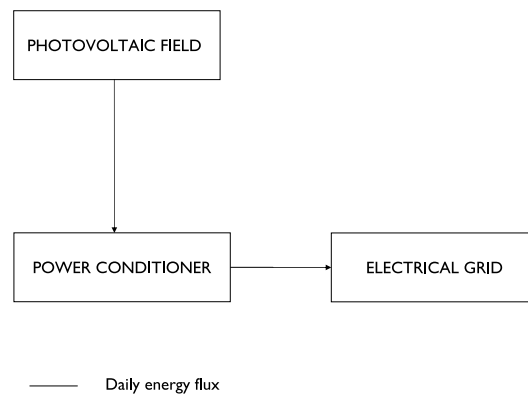 PHOTOVOLTAIC FIELD
POWER CONDITIONER
ELECTRICAL GRID
Daily energy flux